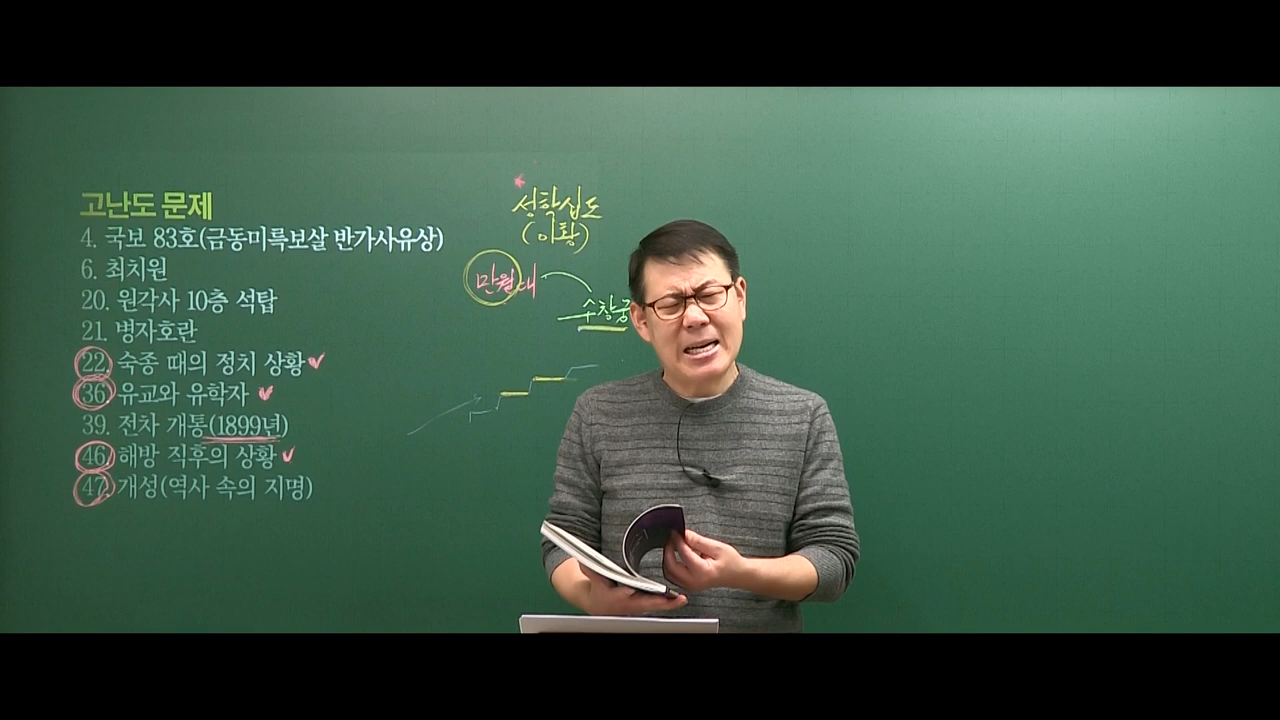 고난도 문제
4. 국보 83호(금동미륵보살 반가사유상)
6. 최치원
20. 원각사 10층 석탑
21. 병자호란
22. 숙종 때의 정치 상황
36. 유교와 유학자
39. 전차 개통(1899년)
46. 해방 직후의 상황
47. 개성(역사 속의 지명)
성학십도
(이황)
만월대
수창궁